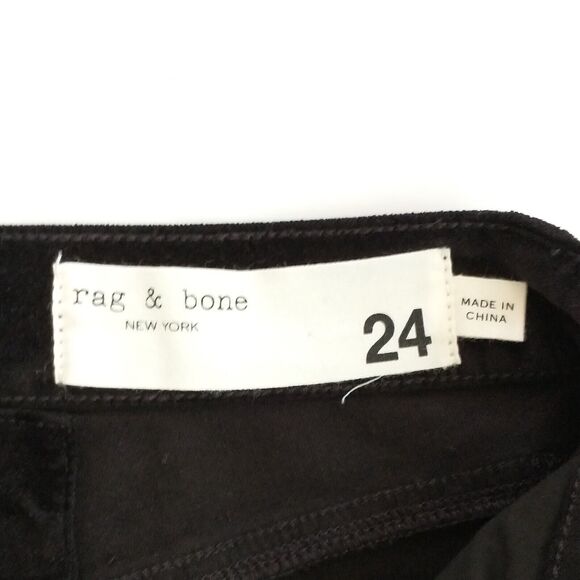 rag & bone
NEW YORK
24
MADE IN
CHINA